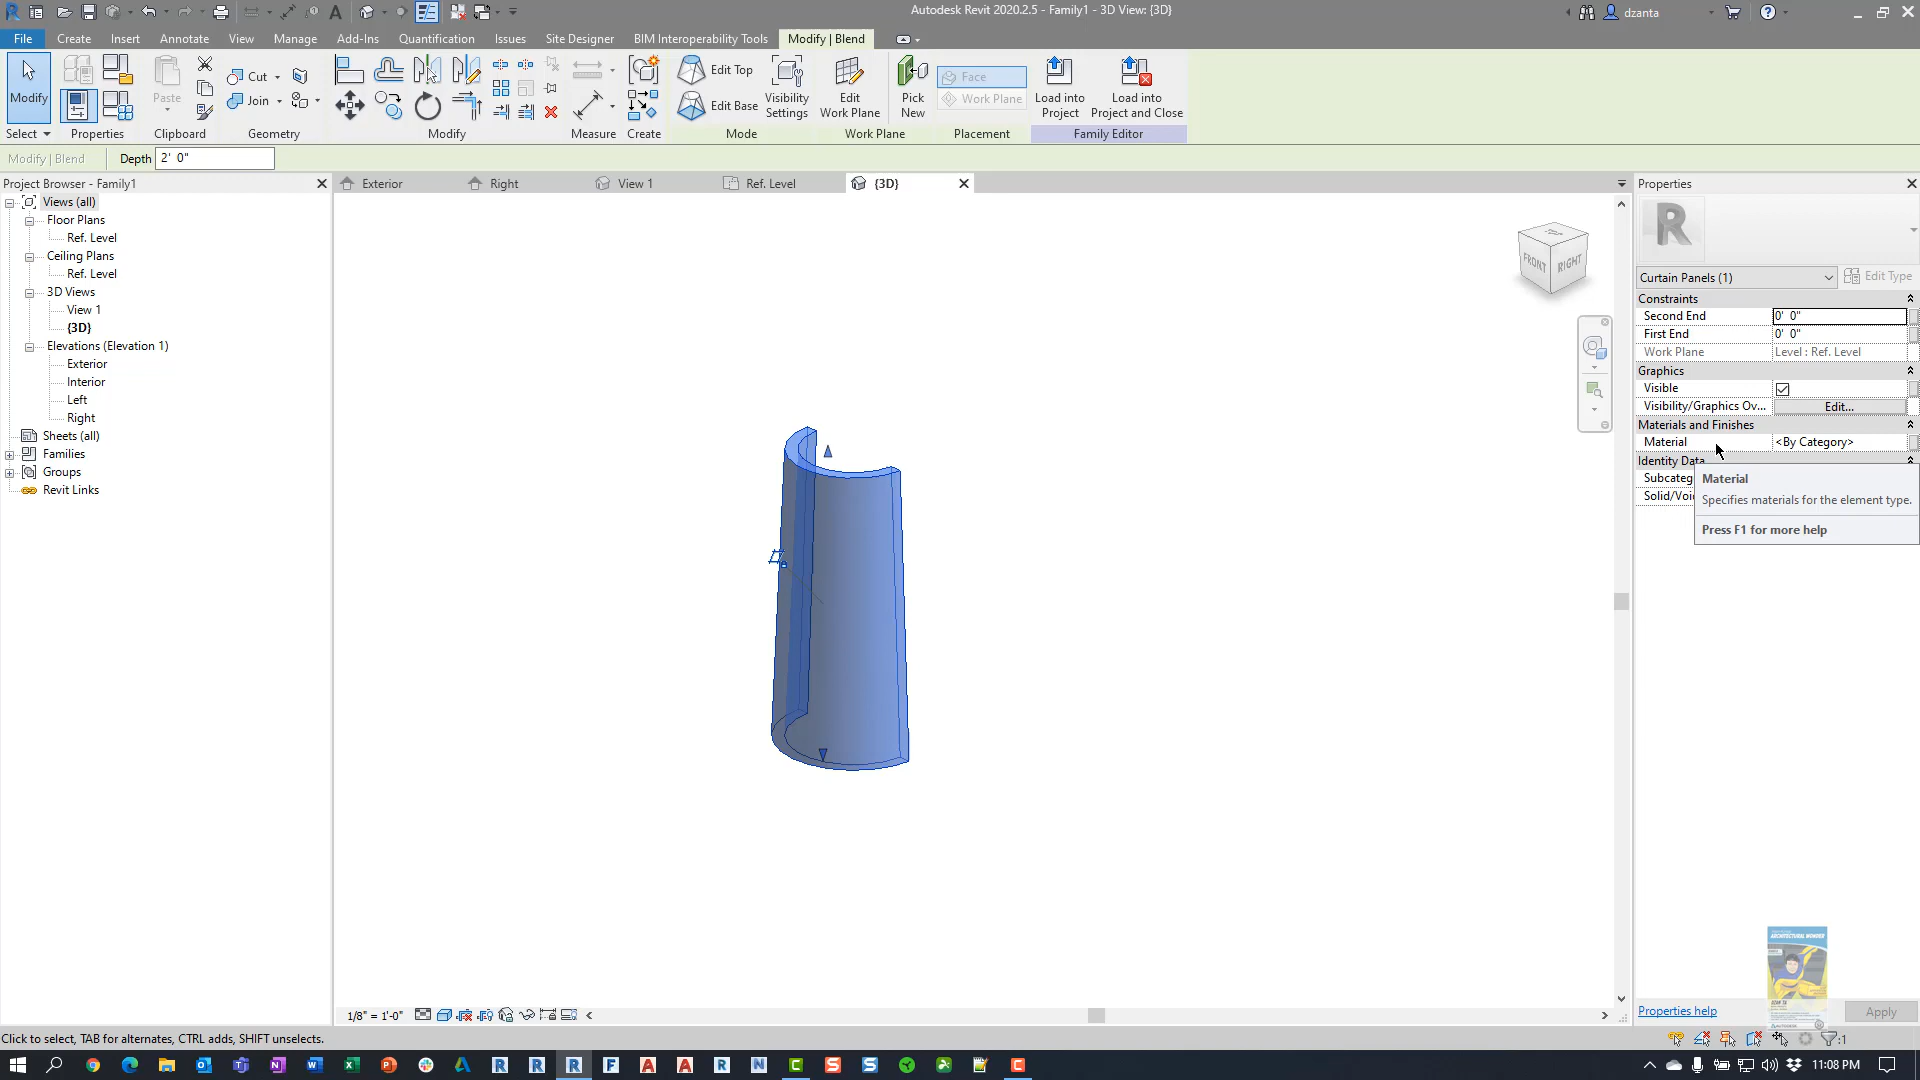 Autodesk Revit 2020.2.5 - Family1 - 3D View: {3D}
dzanta
File Create Insert Annotate View Manage Add-Ins Quantification Issues Site Designer BIM Interoperability Tools Modify | Blend
Modify
Paste
Cut
Join
Edit Top
Edit Base
Visibility Settings
Edit Work Plane
Pick New
Face
Work Plane
Load into Project
Load into Project and Close
Select Properties Clipboard Geometry Modify Measure Create Mode Work Plane Placement Family Editor
Modify | Blend Depth 2' 0"
Project Browser - Family1
Views (all)
Floor Plans
Ref. Level
Ceiling Plans
Ref. Level
3D Views
View 1
{3D}
Elevations (Elevation 1)
Exterior
Interior
Left
Right
Sheets (all)
Families
Groups
Revit Links
Exterior Right View 1 Ref. Level {3D}
FRONT RIGHT
Properties
R
Curtain Panels (1) Edit Type
Constraints
Second End 0' 0"
First End 0' 0"
Work Plane Level : Ref. Level
Graphics
Visible
Visibility/Graphics Ov... Edit...
Materials and Finishes
Material <By Category>
Identity Data
Subcateg
Solid/Voi
Material
Specifies materials for the element type.
Press F1 for more help
ARCHITECTURAL WONDER
Properties help Apply
1/8" = 1'-0"
Click to select, TAB for alternates, CTRL adds, SHIFT unselects.
:1
11:08 PM